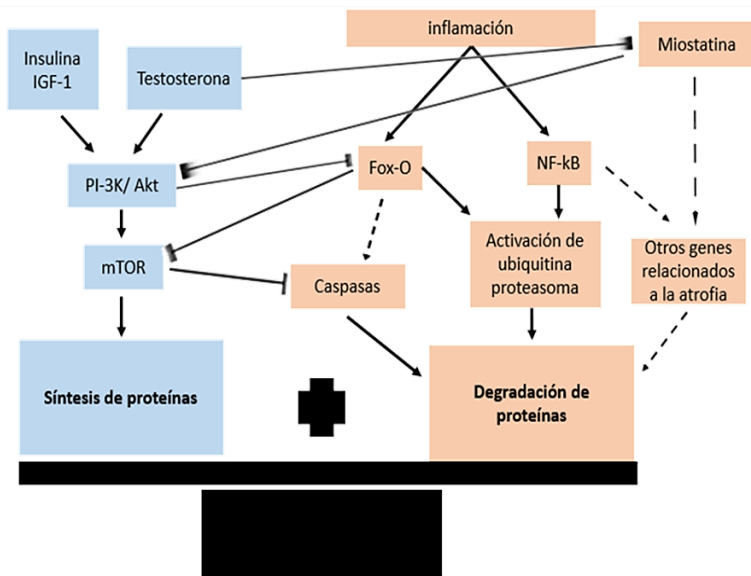 inflamación
Insulina
IGF-1
Testosterona
Miostatina
PI-3K/ Akt
Fox-O
NF-kB
mTOR
Caspasas
Activación de
ubiquitina
proteasoma
Otros genes
relacionados
a la atrofia
Síntesis de proteínas
Degradación de
proteínas